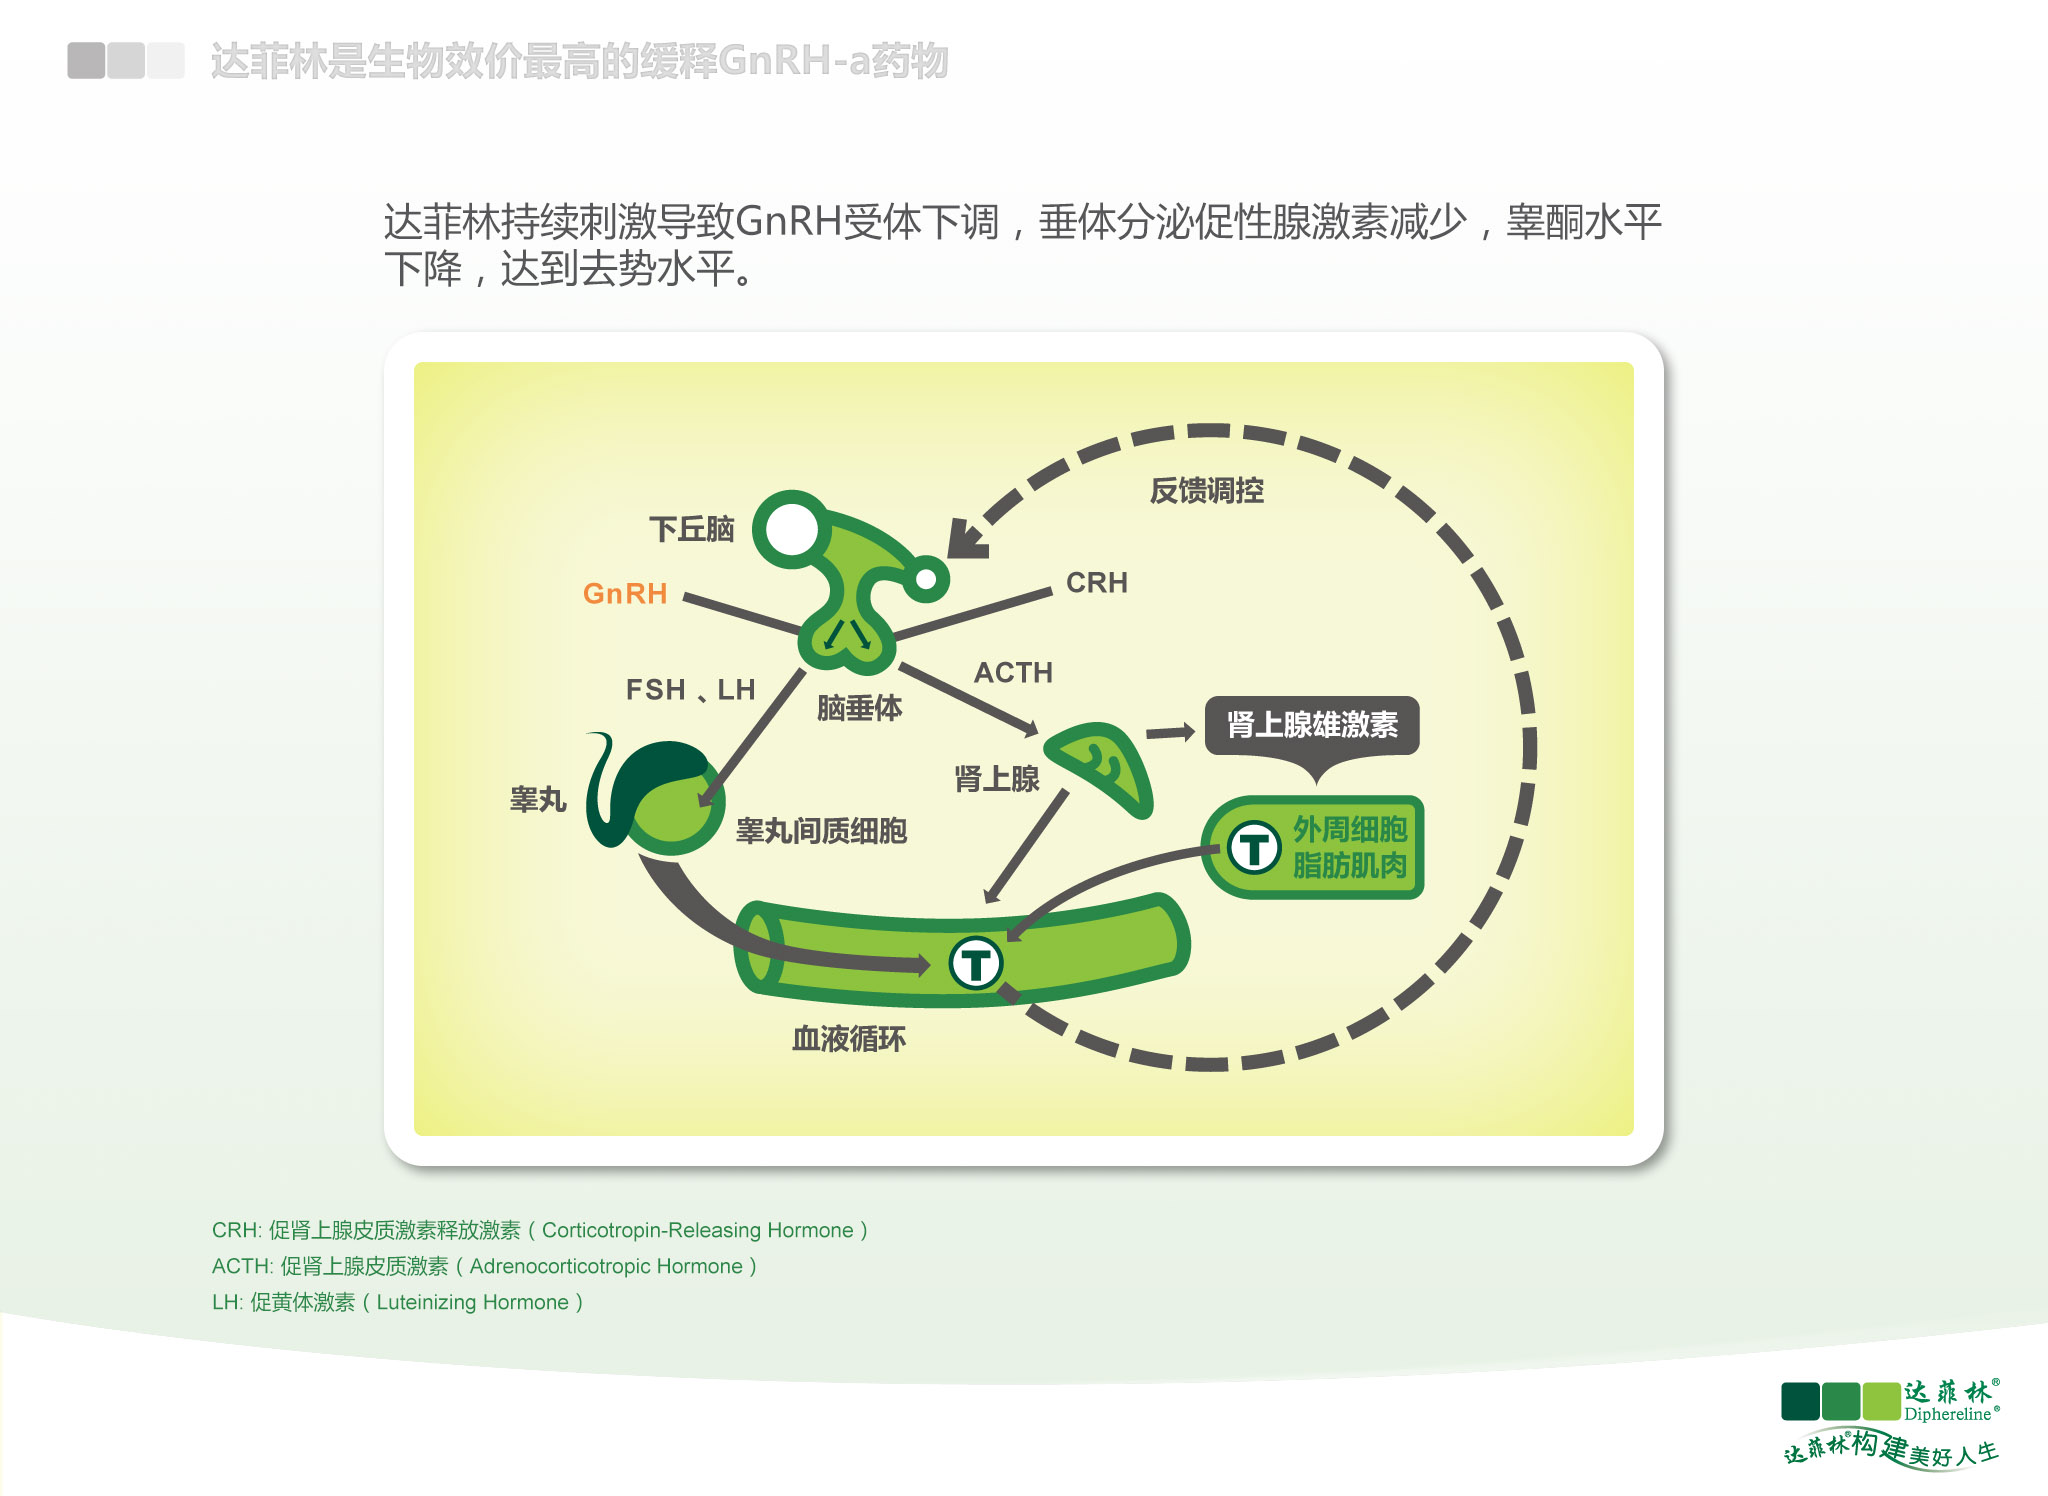 达菲林是生物效价最高的缓释GnRH-a药物
达菲林持续刺激导致GnRH受体下调，垂体分泌促性腺激素减少，睾酮水平
下降，达到去势水平。
反馈调控
下丘脑
GnRH
CRH
FSH、LH
ACTH
脑垂体
肾上腺雄激素
肾上腺
睾丸
睾丸间质细胞
T
外周细胞
脂肪肌肉
T
血液循环
CRH: 促肾上腺皮质激素释放激素（Corticotropin-Releasing Hormone）
ACTH: 促肾上腺皮质激素（Adrenocorticotropic Hormone）
LH: 促黄体激素（Luteinizing Hormone）
达菲林®
Diphereline®
达菲林®构建美好人生